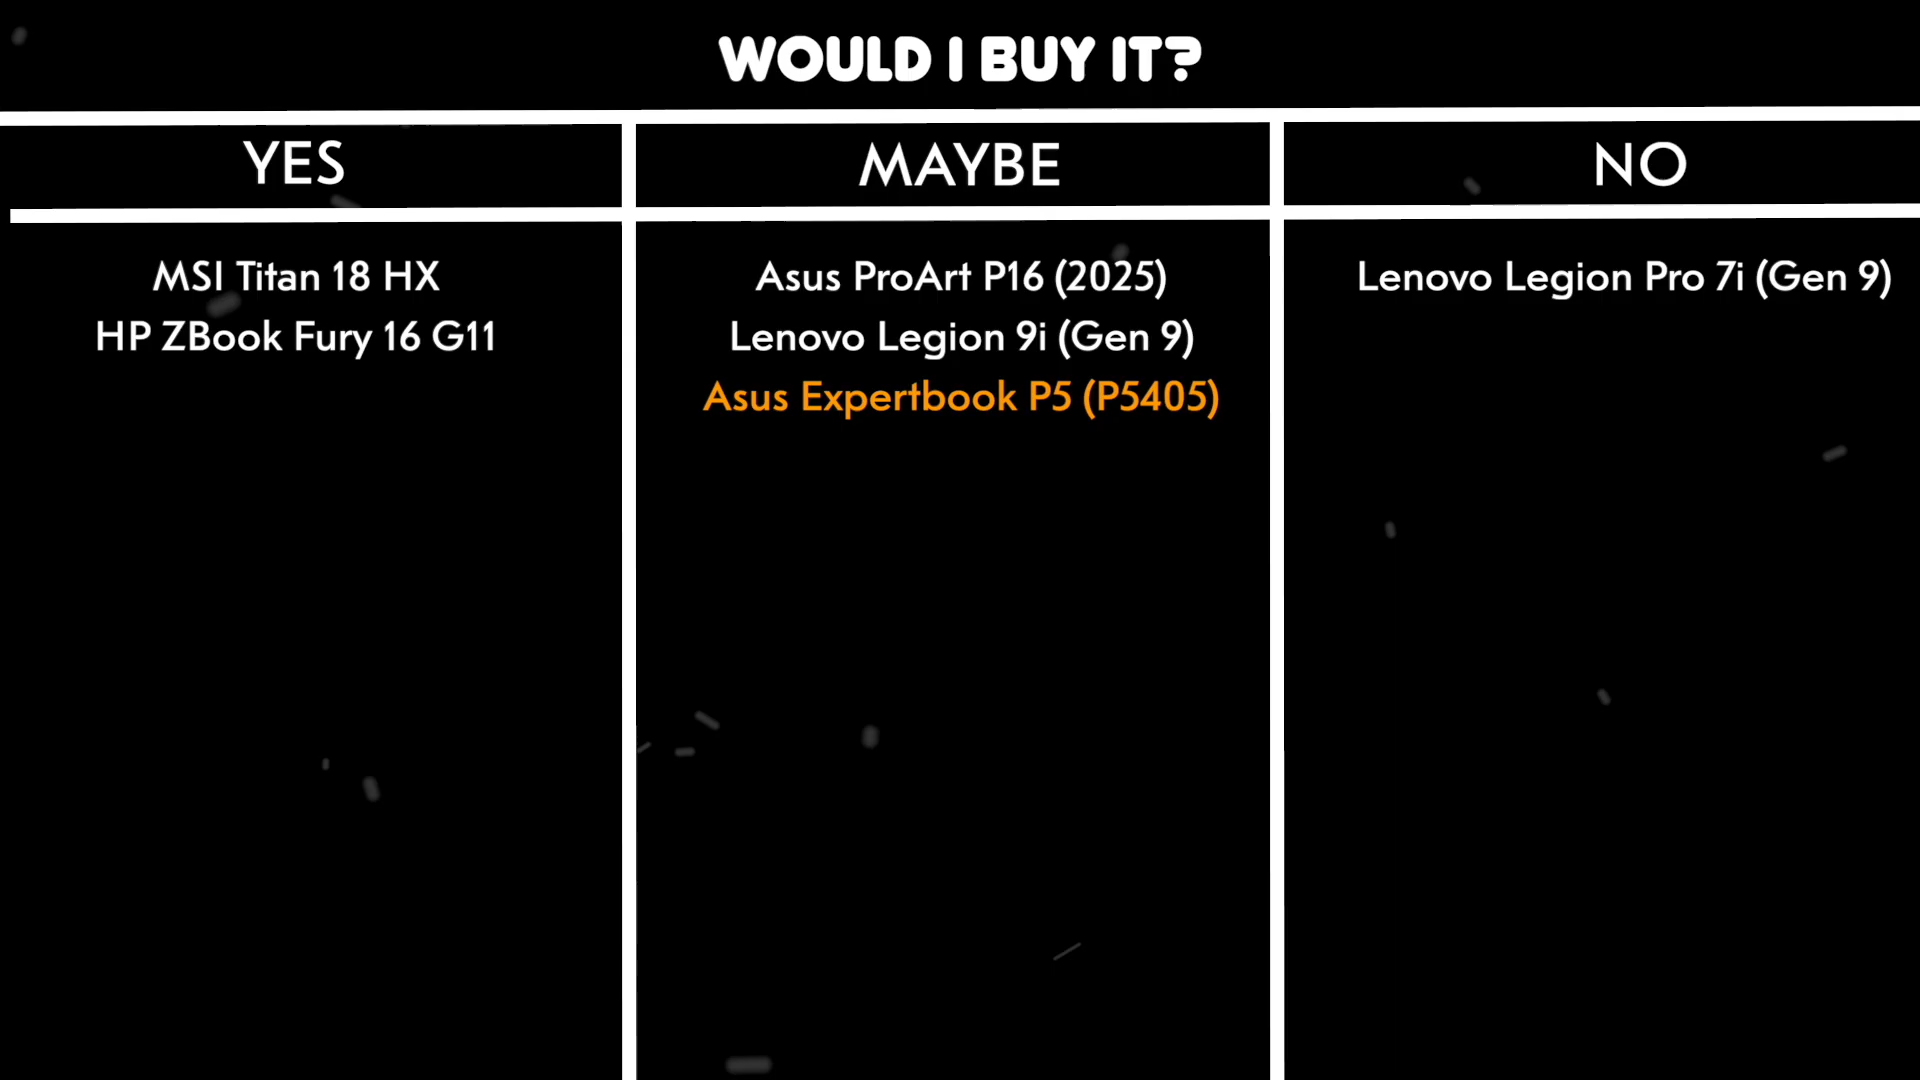 WOULD I BUY IT?
YES
MAYBE
NO
MSI Titan 18 HX
HP ZBook Fury 16 G11
Asus ProArt P16 (2025)
Lenovo Legion 9i (Gen 9)
Asus Expertbook P5 (P5405)
Lenovo Legion Pro 7i (Gen 9)